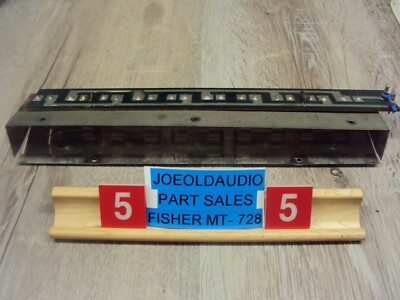 JOEOLDAUDIO
PART SALES
5 FISHER MT- 728 5